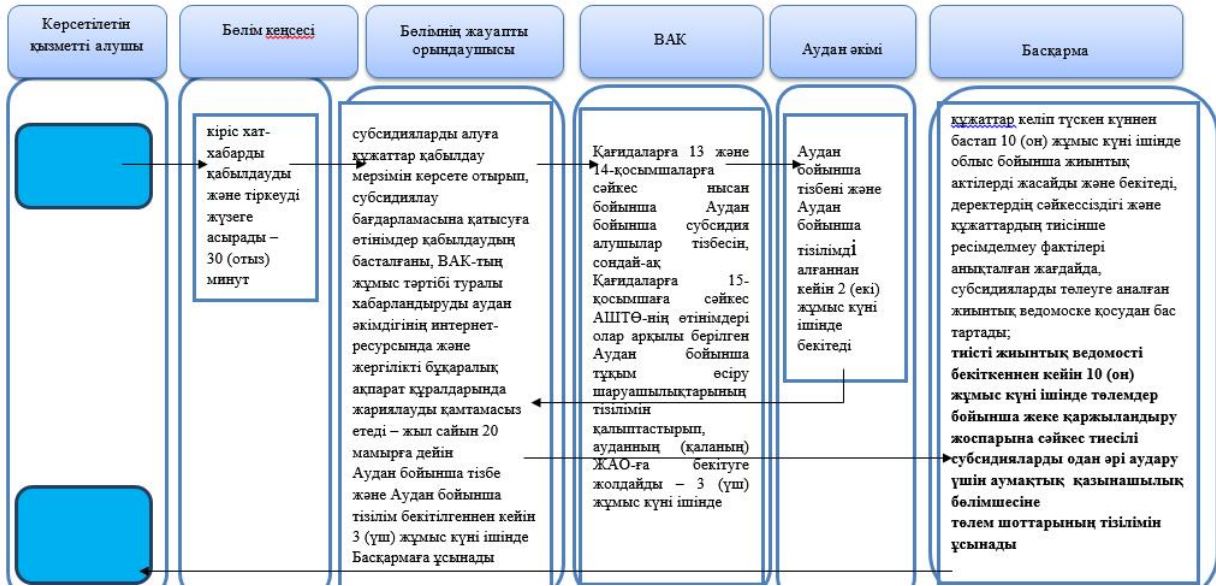 Көрсетілетін
қызметті алушы
Бөлім кеңсесі
Бөлімнің жауапты
орындаушысы
ВАК
Аудан әкімі
Басқарма
кіріс хат-
хабарды
қабылдауды
және тіркеуді
жүзеге
асырады –
30 (отыз)
минут
субсидияларды алуға
құжаттар қабылдау
мерзімін көрсете отырып,
субсидиялау
бағдарламасына қатысуға
өтінімдер қабылдаудың
басталғаны, ВАК-тың
жұмыс тәртібі туралы
хабарландыруды аудан
әкімдігінің интернет-
ресурсында және
жергілікті бұқаралық
ақпарат құралдарында
жариялауды қамтамасыз
етеді – жыл сайын 20
мамырға дейін
Аудан бойынша тізбе
және Аудан бойынша
тізілім бекітілгеннен кейін
3 (үш) жұмыс күні ішінде
Басқармаға ұсынады
Қағидаларға 13 және
14-қосымшаларға
сәйкес нысан
бойынша Аудан
бойынша субсидия
алушылар тізбесін,
сондай-ақ
Қағидаларға 15-
қосымшаға сәйкес
АШТӨ-нің өтінімдері
олар арқылы берілген
Аудан бойынша
тұқым өсіру
шаруашылықтарының
тізілімін
қалыптастырып,
ауданның (қаланың)
ЖАО-ға бекітуге
жолдайды – 3 (үш)
жұмыс күні ішінде
Аудан
бойынша
тізбені және
Аудан
бойынша
тізілімді
алғаннан
кейін 2 (екі)
жұмыс күні
ішінде
бекітеді
құжаттар келіп түскен күннен
бастап 10 (он) жұмыс күні ішінде
облыс бойынша жиынтық
актілерді жасайды және бекітеді,
деректердің сәйкессіздігі және
құжаттардың тиісінше
ресімделмеу фактілері
анықталған жағдайда,
субсидияларды төлеуге аналған
жиынтық ведомоске қосудан бас
тартады;
тиісті жиынтық ведомості
бекіткеннен кейін 10 (он)
жұмыс күні ішінде төлемдер
бойынша жеке қаржыландыру
жоспарына сәйкес тиесілі
субсидияларды одан әрі аудару
үшін аумақтық қазынашылық
бөлімшесіне
төлем шоттарының тізілімін
ұсынады